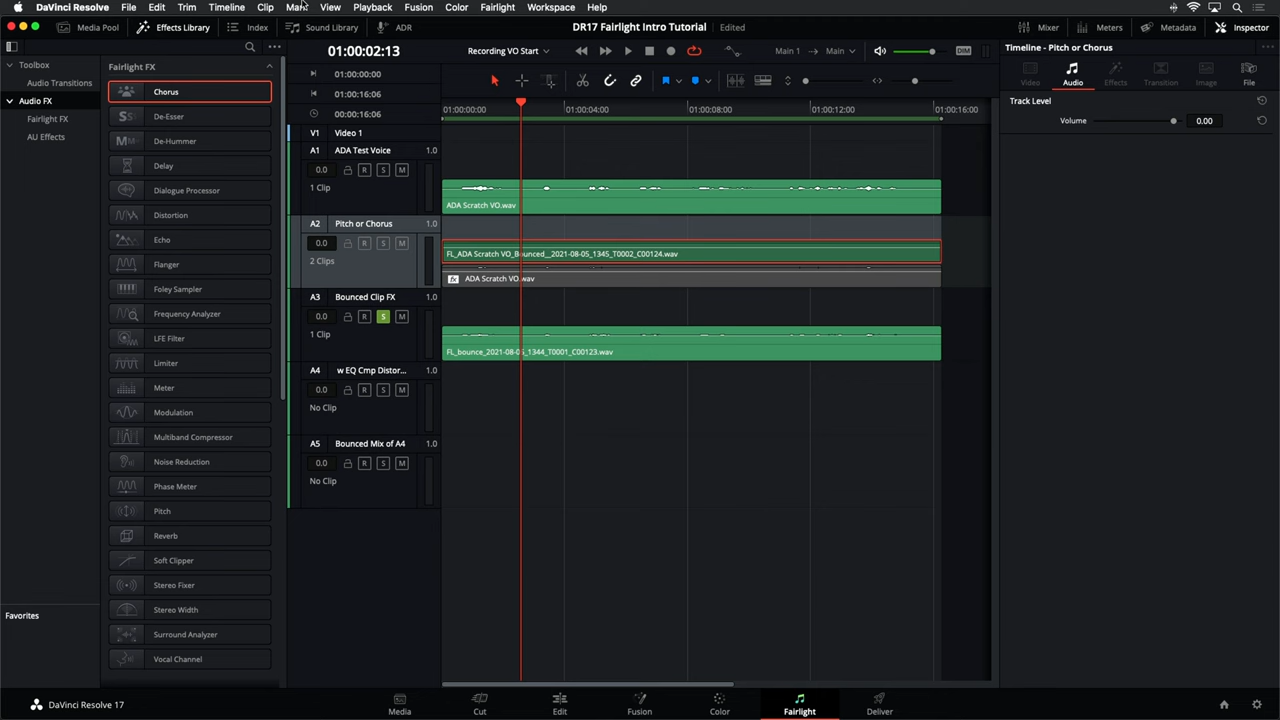 DaVinci Resolve File Edit Trim Timeline Clip Mark View Playback Fusion Color Fairlight Workspace Help
Media Pool Effects Library Index Sound Library ADR DR17 Fairlight Intro Tutorial Edited Mixer Meters Metadata Inspector
01:00:02:13 Recording VO Start Main 1 Main DIM
Timeline - Pitch or Chorus
Video Audio Effects Transition Image File
Track Level
Volume 0.00
Toolbox
Audio Transitions
Audio FX
Fairlight FX
AU Effects
Favorites
Fairlight FX
Chorus
De-Esser
De-Hummer
Delay
Dialogue Processor
Distortion
Echo
Flanger
Foley Sampler
Frequency Analyzer
LFE Filter
Limiter
Meter
Modulation
Multiband Compressor
Noise Reduction
Phase Meter
Pitch
Reverb
Soft Clipper
Stereo Fixer
Stereo Width
Surround Analyzer
Vocal Channel
01:00:00:00
01:00:16:06
00:00:16:06
01:00:00:00 01:00:04:00 01:00:08:00 01:00:12:00 01:00:16:00
V1 Video 1
A1 ADA Test Voice 1.0
0.0 R S M
1 Clip
ADA Scratch VO.wav
A2 Pitch or Chorus 1.0
0.0 R S M
2 Clips
FL_ADA Scratch VO_Bounced__2021-08-05_1345_T0002_C00124.wav
fx ADA Scratch VO.wav
A3 Bounced Clip FX 1.0
0.0 R S M
1 Clip
FL_bounce_2021-08-05_1344_T0001_C00123.wav
A4 w EQ Cmp Distor... 1.0
0.0 R S M
No Clip
A5 Bounced Mix of A4 1.0
0.0 R S M
No Clip
DaVinci Resolve 17 Media Cut Edit Fusion Color Fairlight Deliver